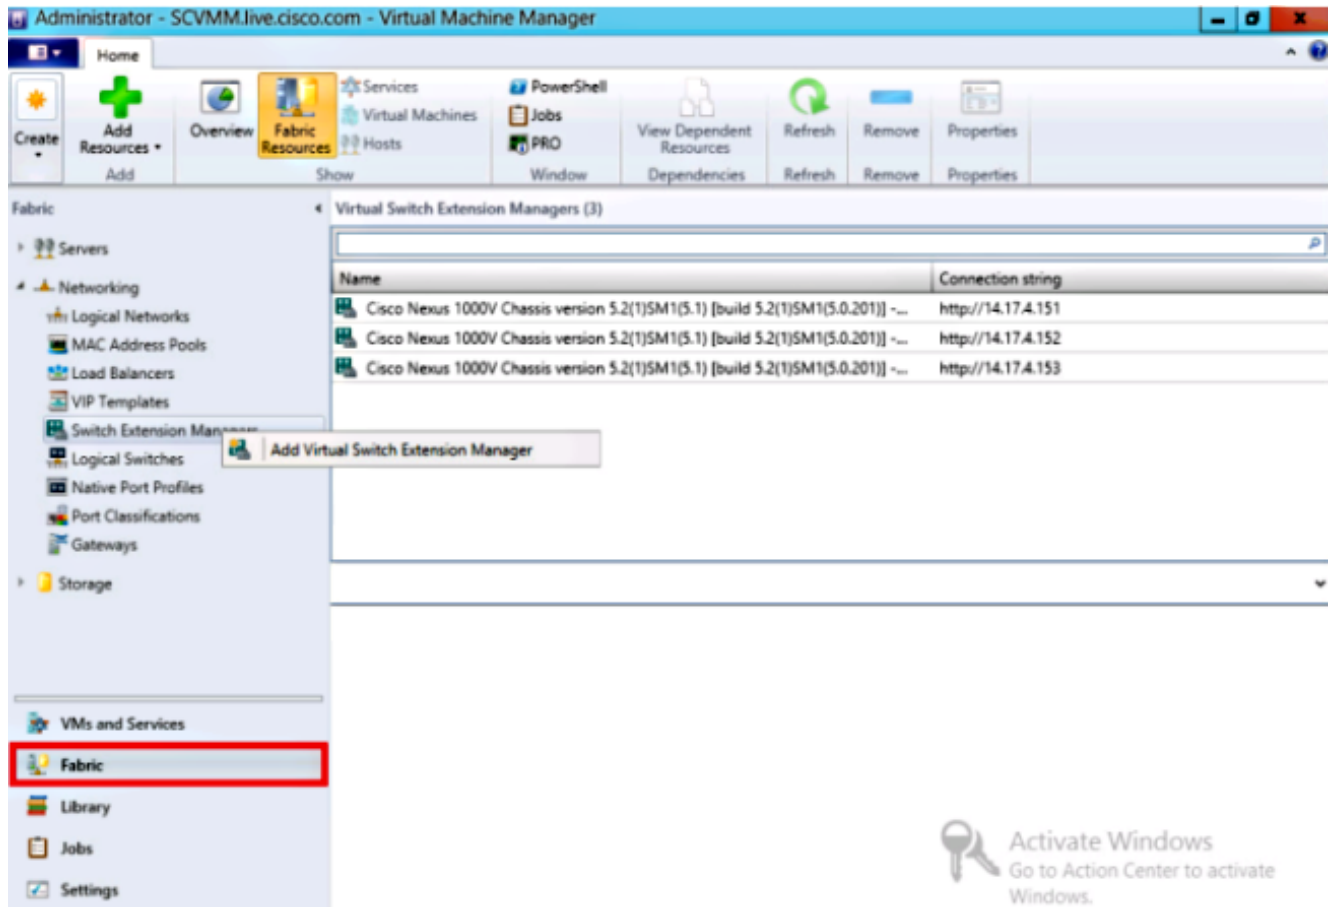 Administrator - SCVMM.live.cisco.com - Virtual Machine Manager
Home
Create
Add Resources
Overview
Fabric Resources
Services
Virtual Machines
Hosts
PowerShell
Jobs
PRO
View Dependent Resources
Refresh
Remove
Properties
Add
Show
Window
Dependencies
Refresh
Remove
Properties
Fabric
Servers
Networking
Logical Networks
MAC Address Pools
Load Balancers
VIP Templates
Switch Extension Managers
Logical Switches
Native Port Profiles
Port Classifications
Gateways
Storage
Add Virtual Switch Extension Manager
Virtual Switch Extension Managers (3)
Name Connection string
Cisco Nexus 1000V Chassis version 5.2(1)SM1(5.1) [build 5.2(1)SM1(5.0.201)] -... http://14.17.4.151
Cisco Nexus 1000V Chassis version 5.2(1)SM1(5.1) [build 5.2(1)SM1(5.0.201)] -... http://14.17.4.152
Cisco Nexus 1000V Chassis version 5.2(1)SM1(5.1) [build 5.2(1)SM1(5.0.201)] -... http://14.17.4.153
VMs and Services
Fabric
Library
Jobs
Settings
Activate Windows
Go to Action Center to activate
Windows.